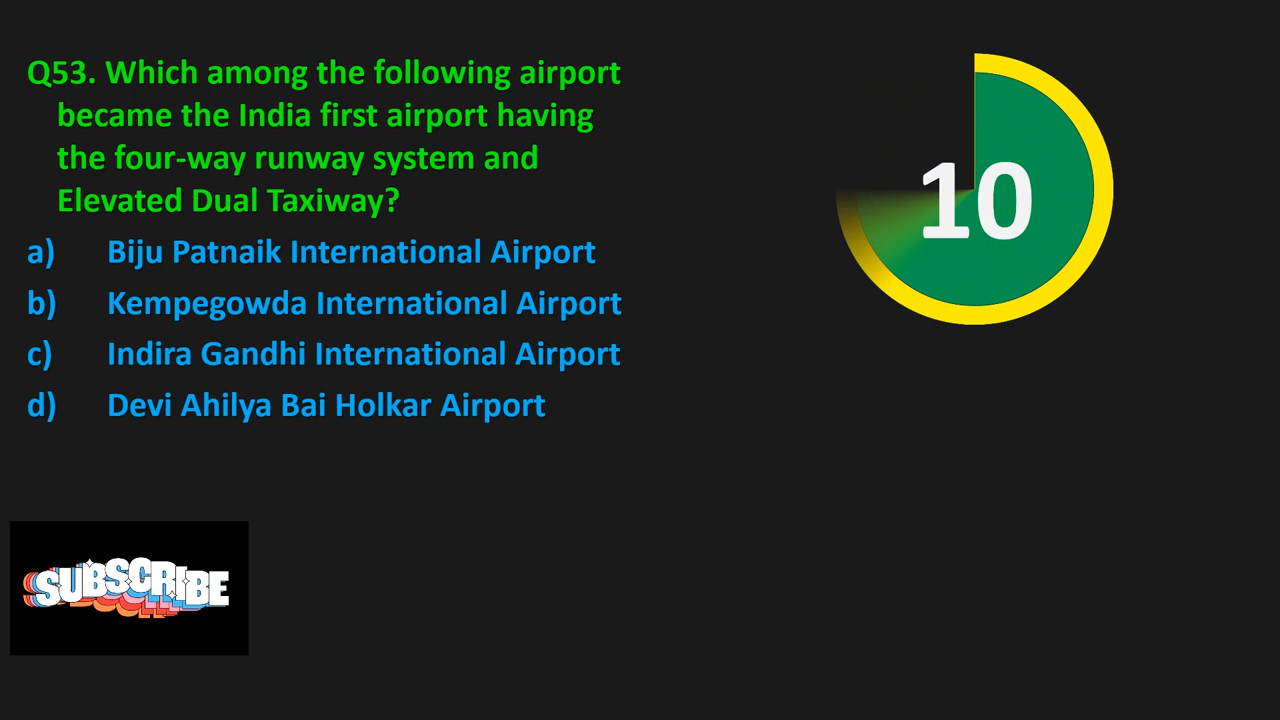 Q53. Which among the following airport
became the India first airport having
the four-way runway system and
Elevated Dual Taxiway?
a) Biju Patnaik International Airport
b) Kempegowda International Airport
c) Indira Gandhi International Airport
d) Devi Ahilya Bai Holkar Airport
10
SUBSCRIBE